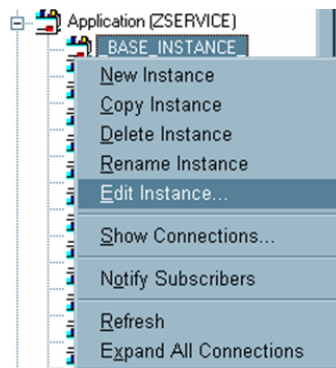 Application (ZSERVICE)
_BASE_INSTANCE_
New Instance
Copy Instance
Delete Instance
Rename Instance
Edit Instance...
Show Connections...
Notify Subscribers
Refresh
Expand All Connections